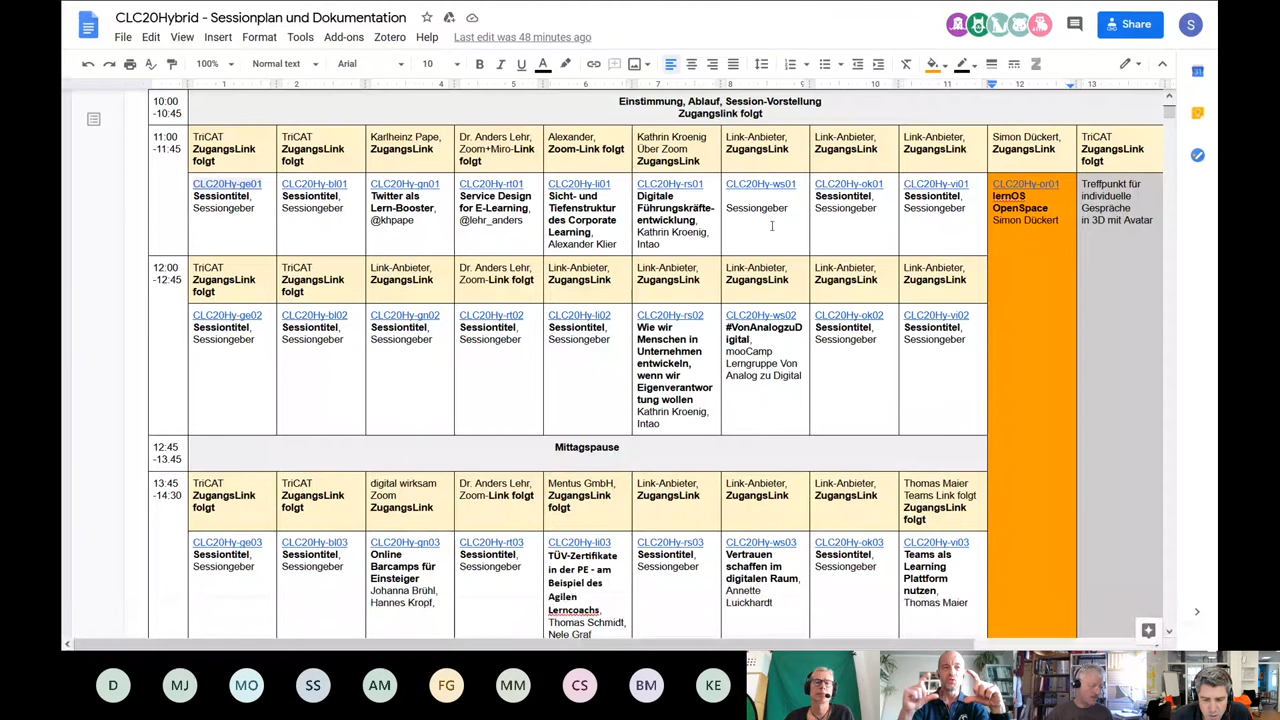 CLC20Hybrid - Sessionplan und Dokumentation
Share
S
File Edit View Insert Format Tools Add-ons Zotero Help Last edit was 48 minutes ago
100% Normal text Arial 10
1 2 3 4 5 6 7 8 9 10 11 12 13
10:00
-10:45
Einstimmung, Ablauf, Session-Vorstellung
Zugangslink folgt
11:00
-11:45
TriCAT
ZugangsLink
folgt
TriCAT
ZugangsLink
folgt
Karlheinz Pape,
ZugangsLink
Dr. Anders Lehr,
Zoom+Miro-Link
folgt
Alexander,
Zoom-Link folgt
Kathrin Kroenig
Über Zoom
ZugangsLink
Link-Anbieter,
ZugangsLink
Link-Anbieter,
ZugangsLink
Link-Anbieter,
ZugangsLink
Simon Dückert,
ZugangsLink
TriCAT
ZugangsLink
folgt
CLC20Hy-ge01
Sessiontitel,
Sessiongeber
CLC20Hy-bl01
Sessiontitel,
Sessiongeber
CLC20Hy-gn01
Twitter als
Lern-Booster,
@khpape
CLC20Hy-rt01
Service Design
for E-Learning,
@lehr_anders
CLC20Hy-li01
Sicht- und
Tiefenstruktur
des Corporate
Learning,
Alexander Klier
CLC20Hy-rs01
Digitale
Führungskräfte-
entwicklung,
Kathrin Kroenig,
Intao
CLC20Hy-ws01
Sessiongeber
CLC20Hy-ok01
Sessiontitel,
Sessiongeber
CLC20Hy-vi01
Sessiontitel,
Sessiongeber
CLC20Hy-or01
lernOS
OpenSpace
Simon Dückert
Treffpunkt für
individuelle
Gespräche
in 3D mit Avatar
12:00
-12:45
TriCAT
ZugangsLink
folgt
TriCAT
ZugangsLink
folgt
Link-Anbieter,
ZugangsLink
Dr. Anders Lehr,
Zoom-Link folgt
Link-Anbieter,
ZugangsLink
Link-Anbieter,
ZugangsLink
Link-Anbieter,
ZugangsLink
Link-Anbieter,
ZugangsLink
Link-Anbieter,
ZugangsLink
CLC20Hy-ge02
Sessiontitel,
Sessiongeber
CLC20Hy-bl02
Sessiontitel,
Sessiongeber
CLC20Hy-gn02
Sessiontitel,
Sessiongeber
CLC20Hy-rt02
Sessiontitel,
Sessiongeber
CLC20Hy-li02
Sessiontitel,
Sessiongeber
CLC20Hy-rs02
Wie wir
Menschen in
Unternehmen
entwickeln,
wenn wir
Eigenverantwor
tung wollen
Kathrin Kroenig,
Intao
CLC20Hy-ws02
#VonAnalogzuD
igital,
mooCamp
Lerngruppe Von
Analog zu Digital
CLC20Hy-ok02
Sessiontitel,
Sessiongeber
CLC20Hy-vi02
Sessiontitel,
Sessiongeber
12:45
-13.45
Mittagspause
13:45
-14:30
TriCAT
ZugangsLink
folgt
TriCAT
ZugangsLink
folgt
digital wirksam
Zoom
ZugangsLink
Dr. Anders Lehr,
Zoom-Link folgt
Mentus GmbH,
ZugangsLink
folgt
Link-Anbieter,
ZugangsLink
Link-Anbieter,
ZugangsLink
Link-Anbieter,
ZugangsLink
Thomas Maier
Teams Link folgt
ZugangsLink
folgt
CLC20Hy-ge03
Sessiontitel,
Sessiongeber
CLC20Hy-bl03
Sessiontitel,
Sessiongeber
CLC20Hy-gn03
Online
Barcamps für
Einsteiger
Johanna Brühl,
Hannes Kropf,
CLC20Hy-rt03
Sessiontitel,
Sessiongeber
CLC20Hy-li03
TÜV-Zertifikate
in der PE - am
Beispiel des
Agilen
Lerncoachs,
Thomas Schmidt,
Nele Graf
CLC20Hy-rs03
Sessiontitel,
Sessiongeber
CLC20Hy-ws03
Vertrauen
schaffen im
digitalen Raum,
Annette
Luickhardt
CLC20Hy-ok03
Sessiontitel,
Sessiongeber
CLC20Hy-vi03
Teams als
Learning
Plattform
nutzen,
Thomas Maier
D MJ MO SS AM FG MM CS BM KE